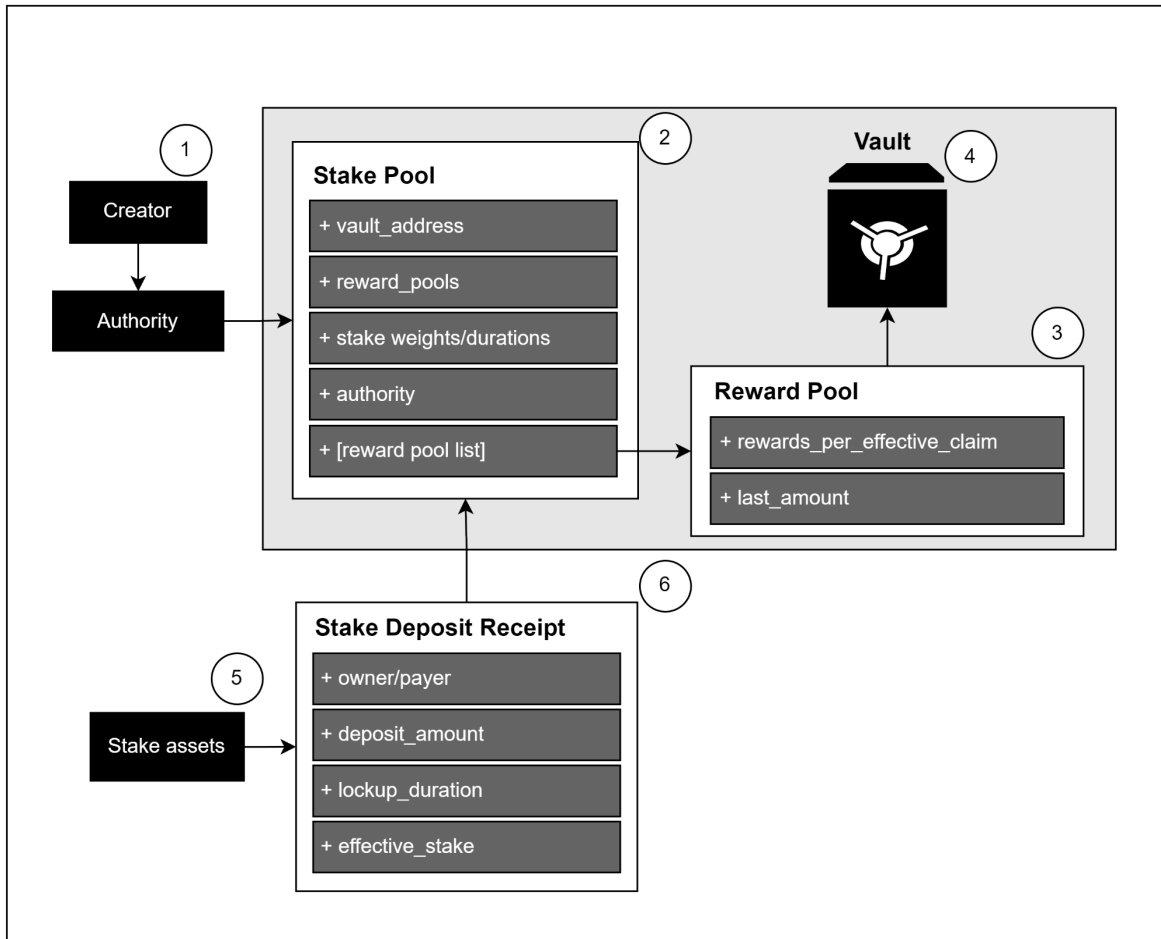 1
Creator
Authority
2
Stake Pool
+ vault_address
+ reward_pools
+ stake weights/durations
+ authority
+ [reward pool list]
Vault
4
3
Reward Pool
+ rewards_per_effective_claim
+ last_amount
5
Stake assets
6
Stake Deposit Receipt
+ owner/payer
+ deposit_amount
+ lockup_duration
+ effective_stake